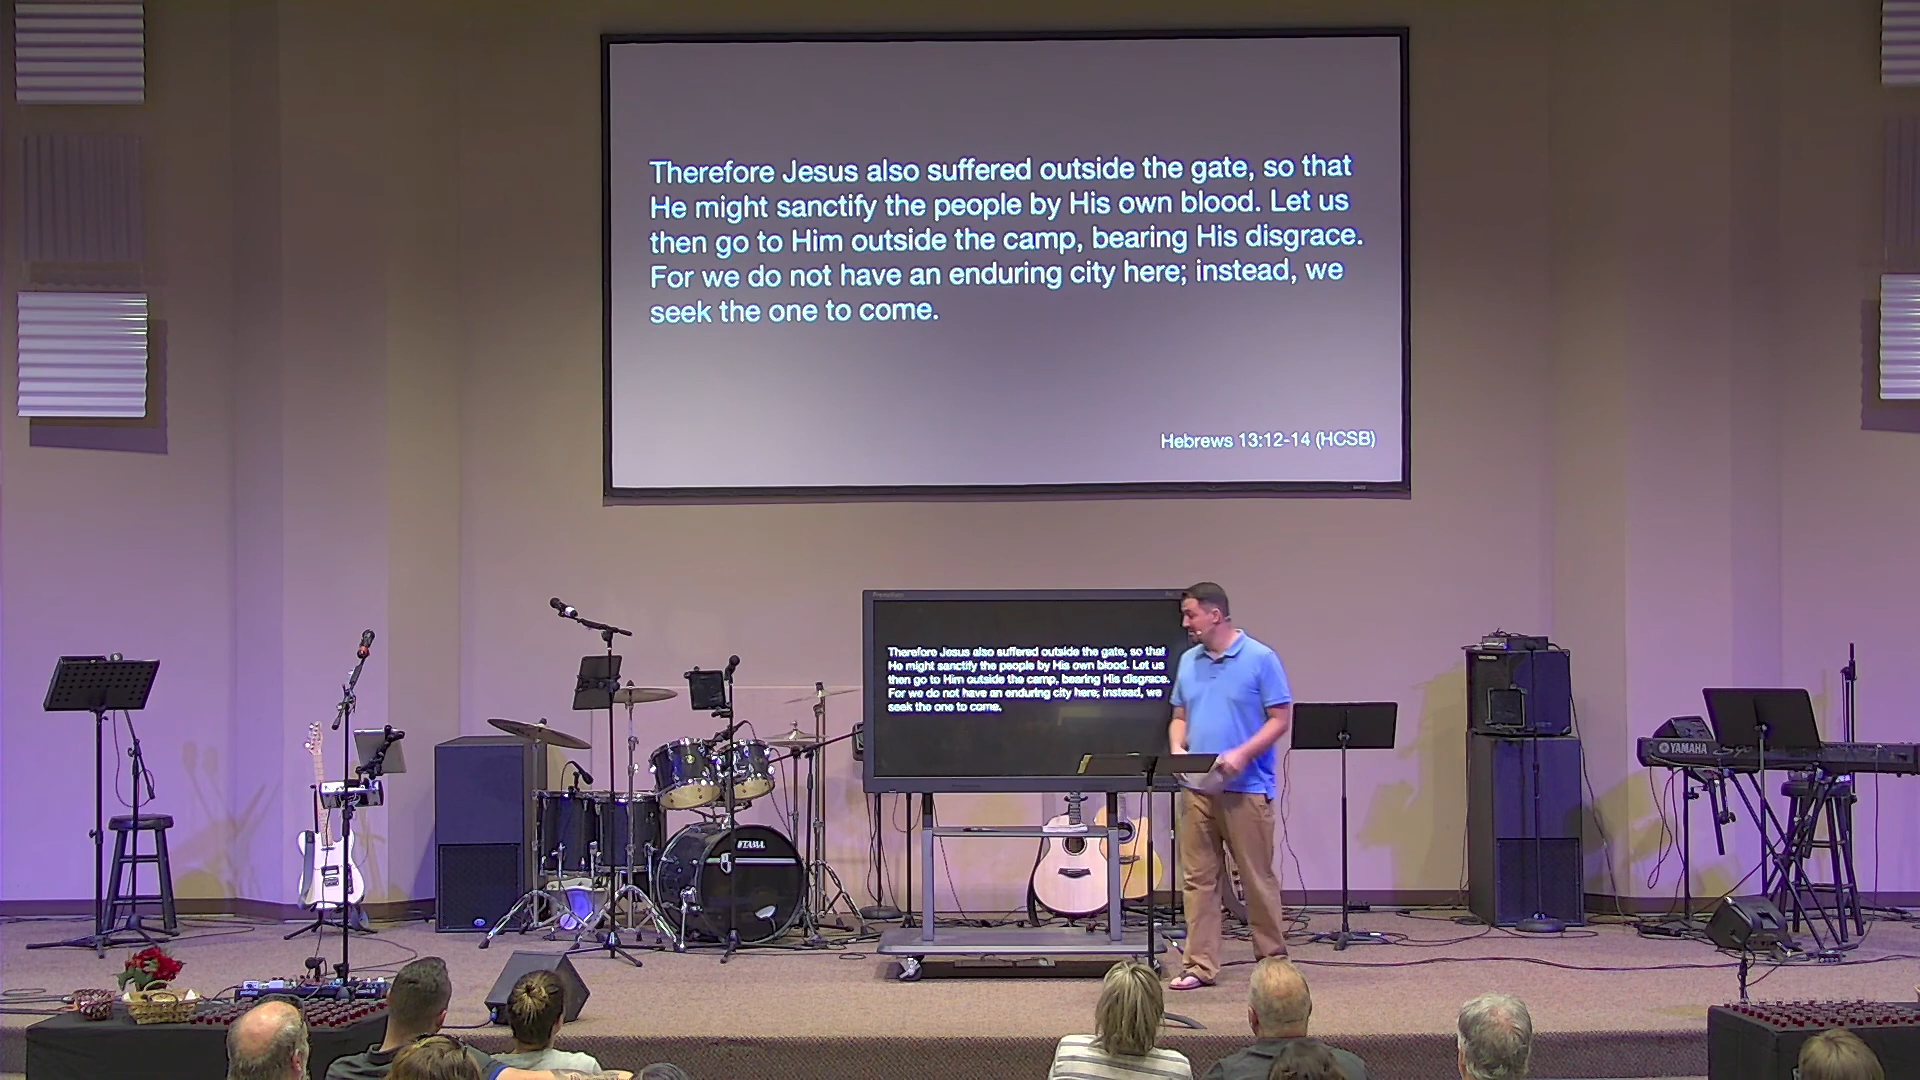 Therefore Jesus also suffered outside the gate, so that
He might sanctify the people by His own blood. Let us
then go to Him outside the camp, bearing His disgrace.
For we do not have an enduring city here; instead, we
seek the one to come.
Hebrews 13:12-14 (HCSB)
Promethean
Therefore Jesus also suffered outside the gate, so that
He might sanctify the people by His own blood. Let us
then go to Him outside the camp, bearing His disgrace.
For we do not have an enduring city here; instead, we
seek the one to come.
TAMA
YAMAHA